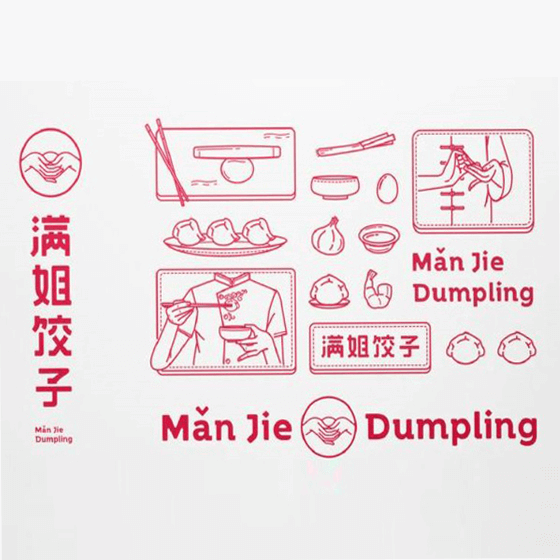 满姐饺子
Mǎn Jie
Dumpling
Mǎn Jie
Dumpling
满姐饺子
Mǎn Jie Dumpling